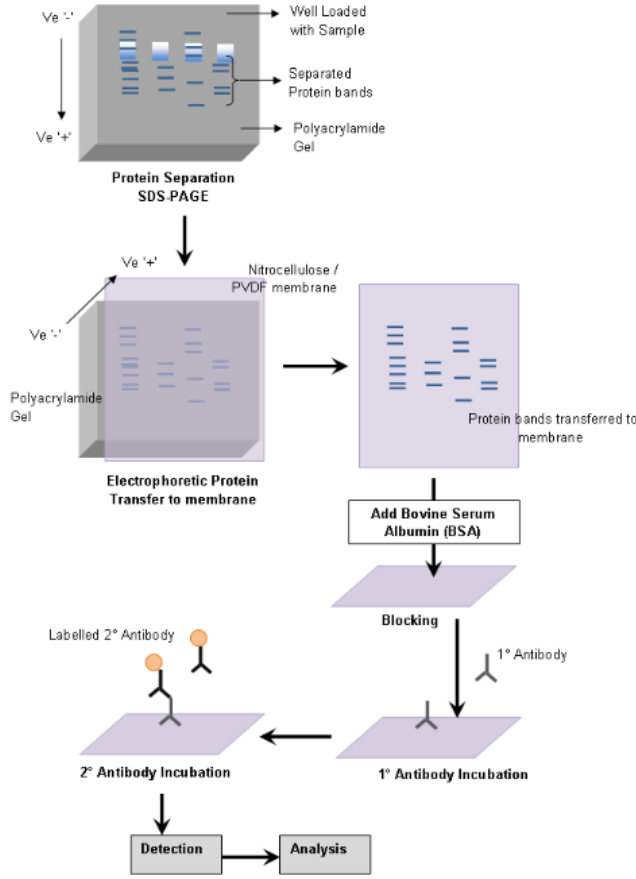 Ve '-'
Well Loaded
with Sample
Separated
Protein bands
Ve '+'
Polyacrylamide
Gel
Protein Separation
SDS-PAGE
Ve '+'
Nitrocellulose /
PVDF membrane
Ve '-'
Polyacrylamide
Gel
Protein bands transferred to
membrane
Electrophoretic Protein
Transfer to membrane
Add Bovine Serum
Albumin (BSA)
Blocking
Labelled 2° Antibody
1° Antibody
2° Antibody Incubation
1° Antibody Incubation
Detection
Analysis